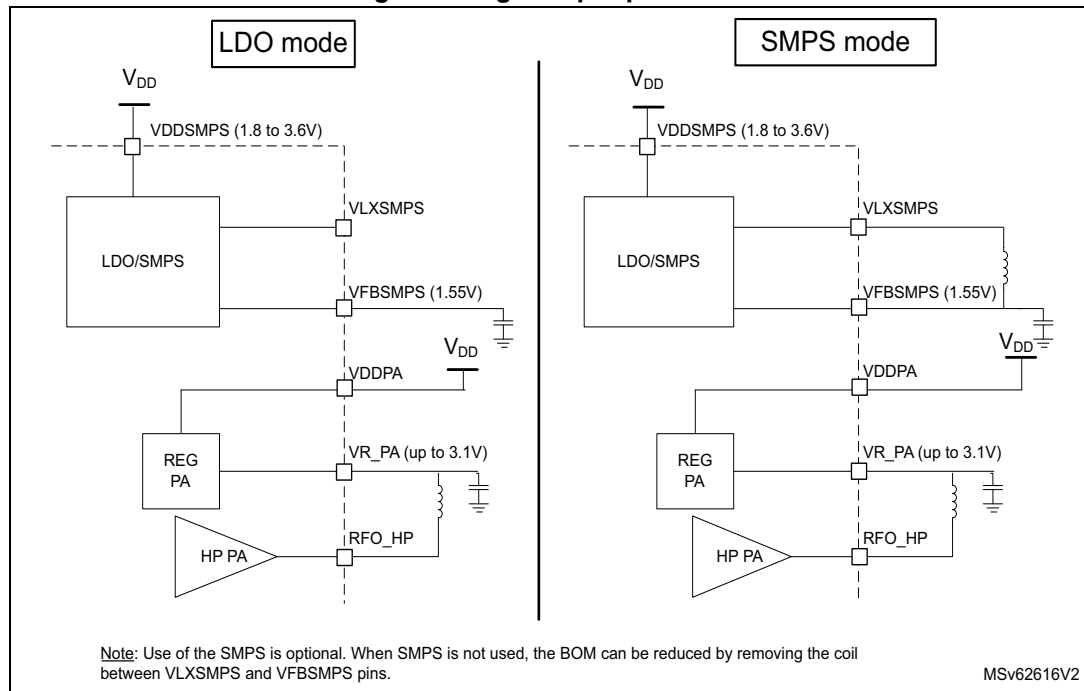 LDO mode
VDD
VDDSMPS (1.8 to 3.6V)
VLXSMPS
LDO/SMPS
VFBSMPS (1.55V)
VDD
VDDPA
REG
PA
VR_PA (up to 3.1V)
HP PA
RFO_HP
SMPS mode
VDD
VDDSMPS (1.8 to 3.6V)
VLXSMPS
LDO/SMPS
VFBSMPS (1.55V)
VDD
VDDPA
REG
PA
VR_PA (up to 3.1V)
HP PA
RFO_HP
Note: Use of the SMPS is optional. When SMPS is not used, the BOM can be reduced by removing the coil
between VLXSMPS and VFBSMPS pins.
MSv62616V2